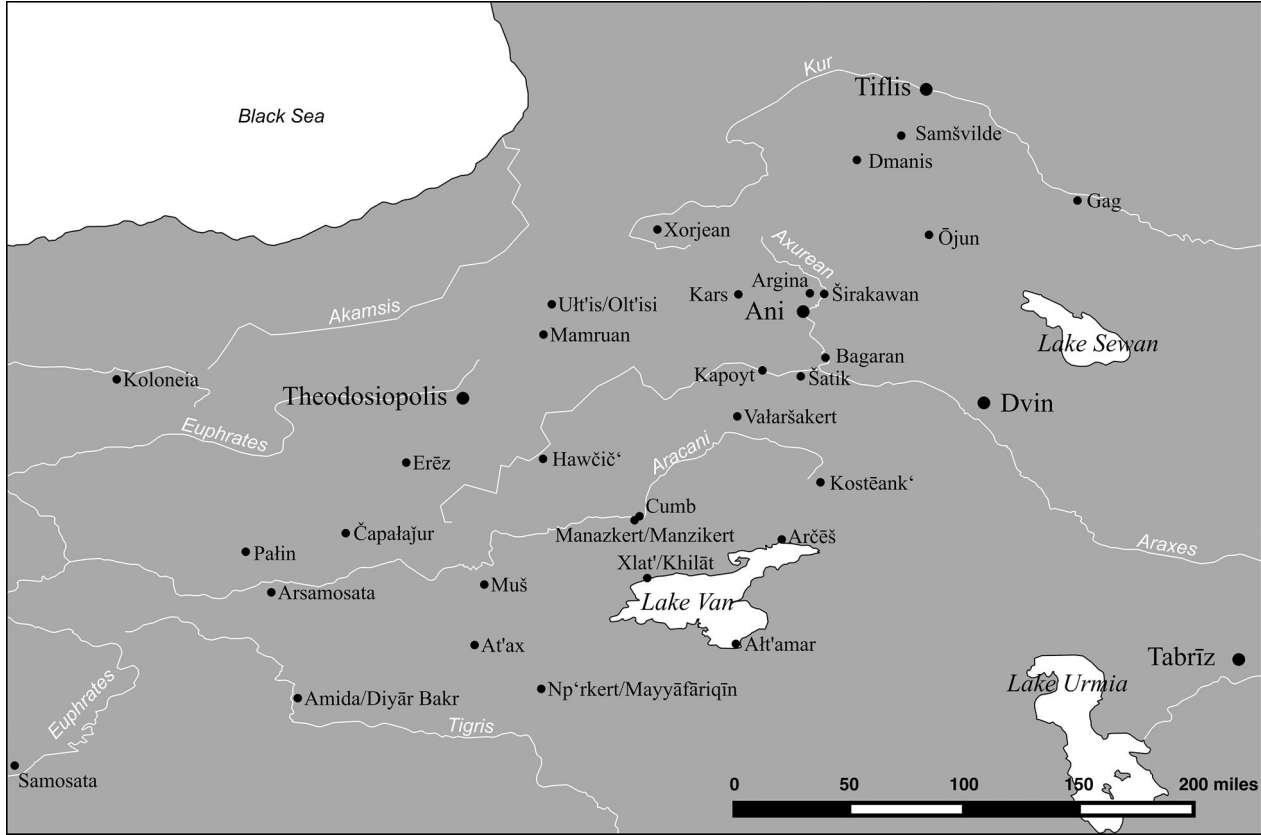 Kur
Tiflis
Black Sea
Samšvilde
Dmanis
Gag
Xorjean
Ōjun
Axurean
Argina
Kars
Širakawan
Akamsis
Ułt'is/Olt'isi
Ani
Mamruan
Lake Sewan
Bagaran
Koloneia
Kapoyt
Šatik
Theodosiopolis
Dvin
Vałaršakert
Euphrates
Aracani
Hawčič‘
Erēz
Kostēank‘
Cumb
Čapałajur
Manazkert/Manzikert
Arčēš
Araxes
Pałin
Xlat'/Khilāt
Muš
Arsamosata
Lake Van
At'ax
Ałt'amar
Tabrīz
Lake Urmia
Euphrates
Np‘rkert/Mayyāfāriqīn
Amida/Diyār Bakr
Tigris
Samosata
0 50 100 150 200 miles